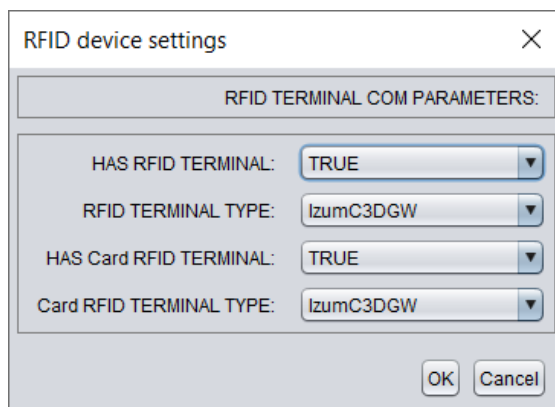 RFID device settings
RFID TERMINAL COM PARAMETERS:
HAS RFID TERMINAL: TRUE
RFID TERMINAL TYPE: IzumC3DGW
HAS Card RFID TERMINAL: TRUE
Card RFID TERMINAL TYPE: IzumC3DGW
OK Cancel